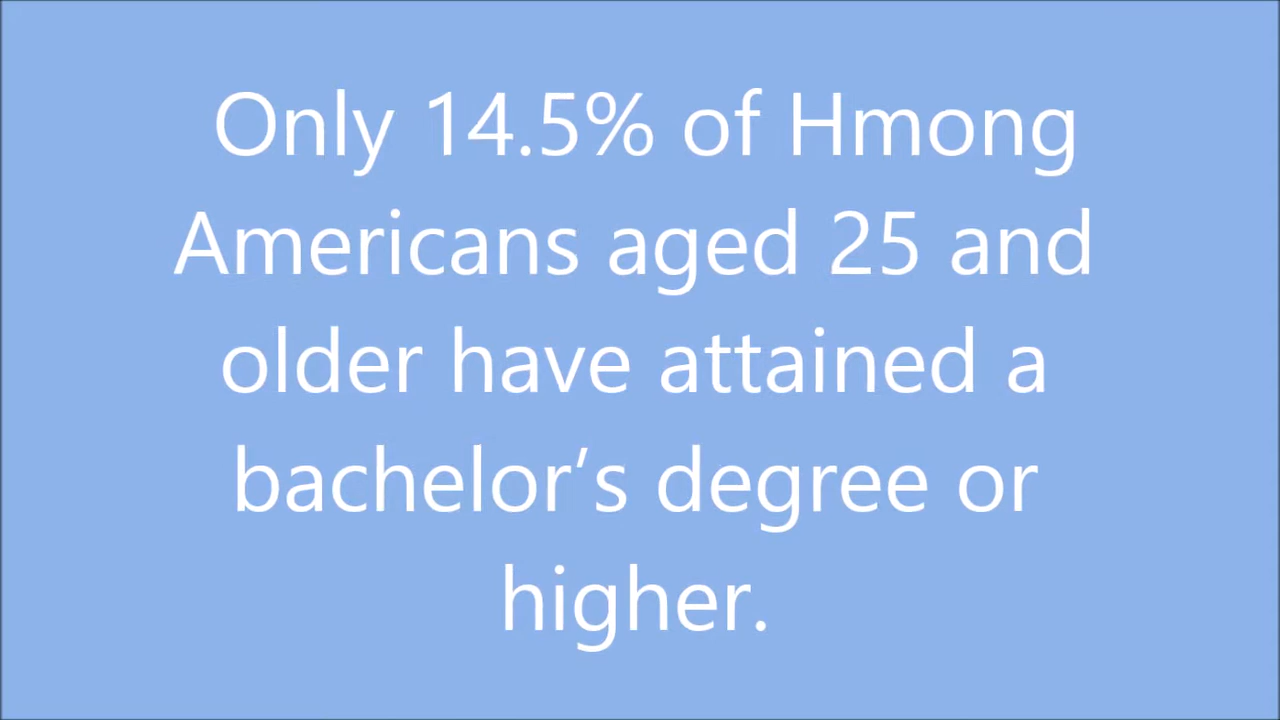 Only 14.5% of Hmong
Americans aged 25 and
older have attained a
bachelor’s degree or
higher.